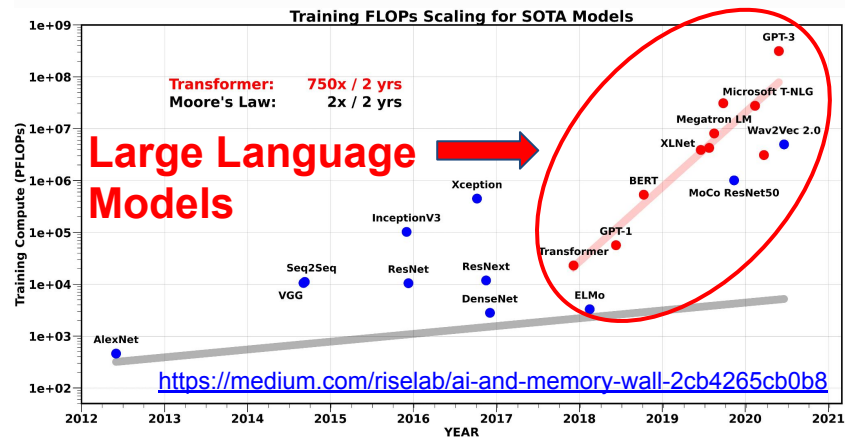 Training FLOPs Scaling for SOTA Models
1e+09
1e+08
1e+07
1e+06
1e+05
1e+04
1e+03
1e+02
Training Compute (PFLOPs)
Transformer: 750x / 2 yrs
Moore's Law: 2x / 2 yrs
Large Language
Models
GPT-3
Microsoft T-NLG
Megatron LM
Wav2Vec 2.0
XLNet
BERT
MoCo ResNet50
Xception
InceptionV3
GPT-1
Transformer
Seq2Seq
ResNet
ResNext
VGG
DenseNet
ELMo
AlexNet
https://medium.com/riselab/ai-and-memory-wall-2cb4265cb0b8
2012 2013 2014 2015 2016 2017 2018 2019 2020 2021
YEAR